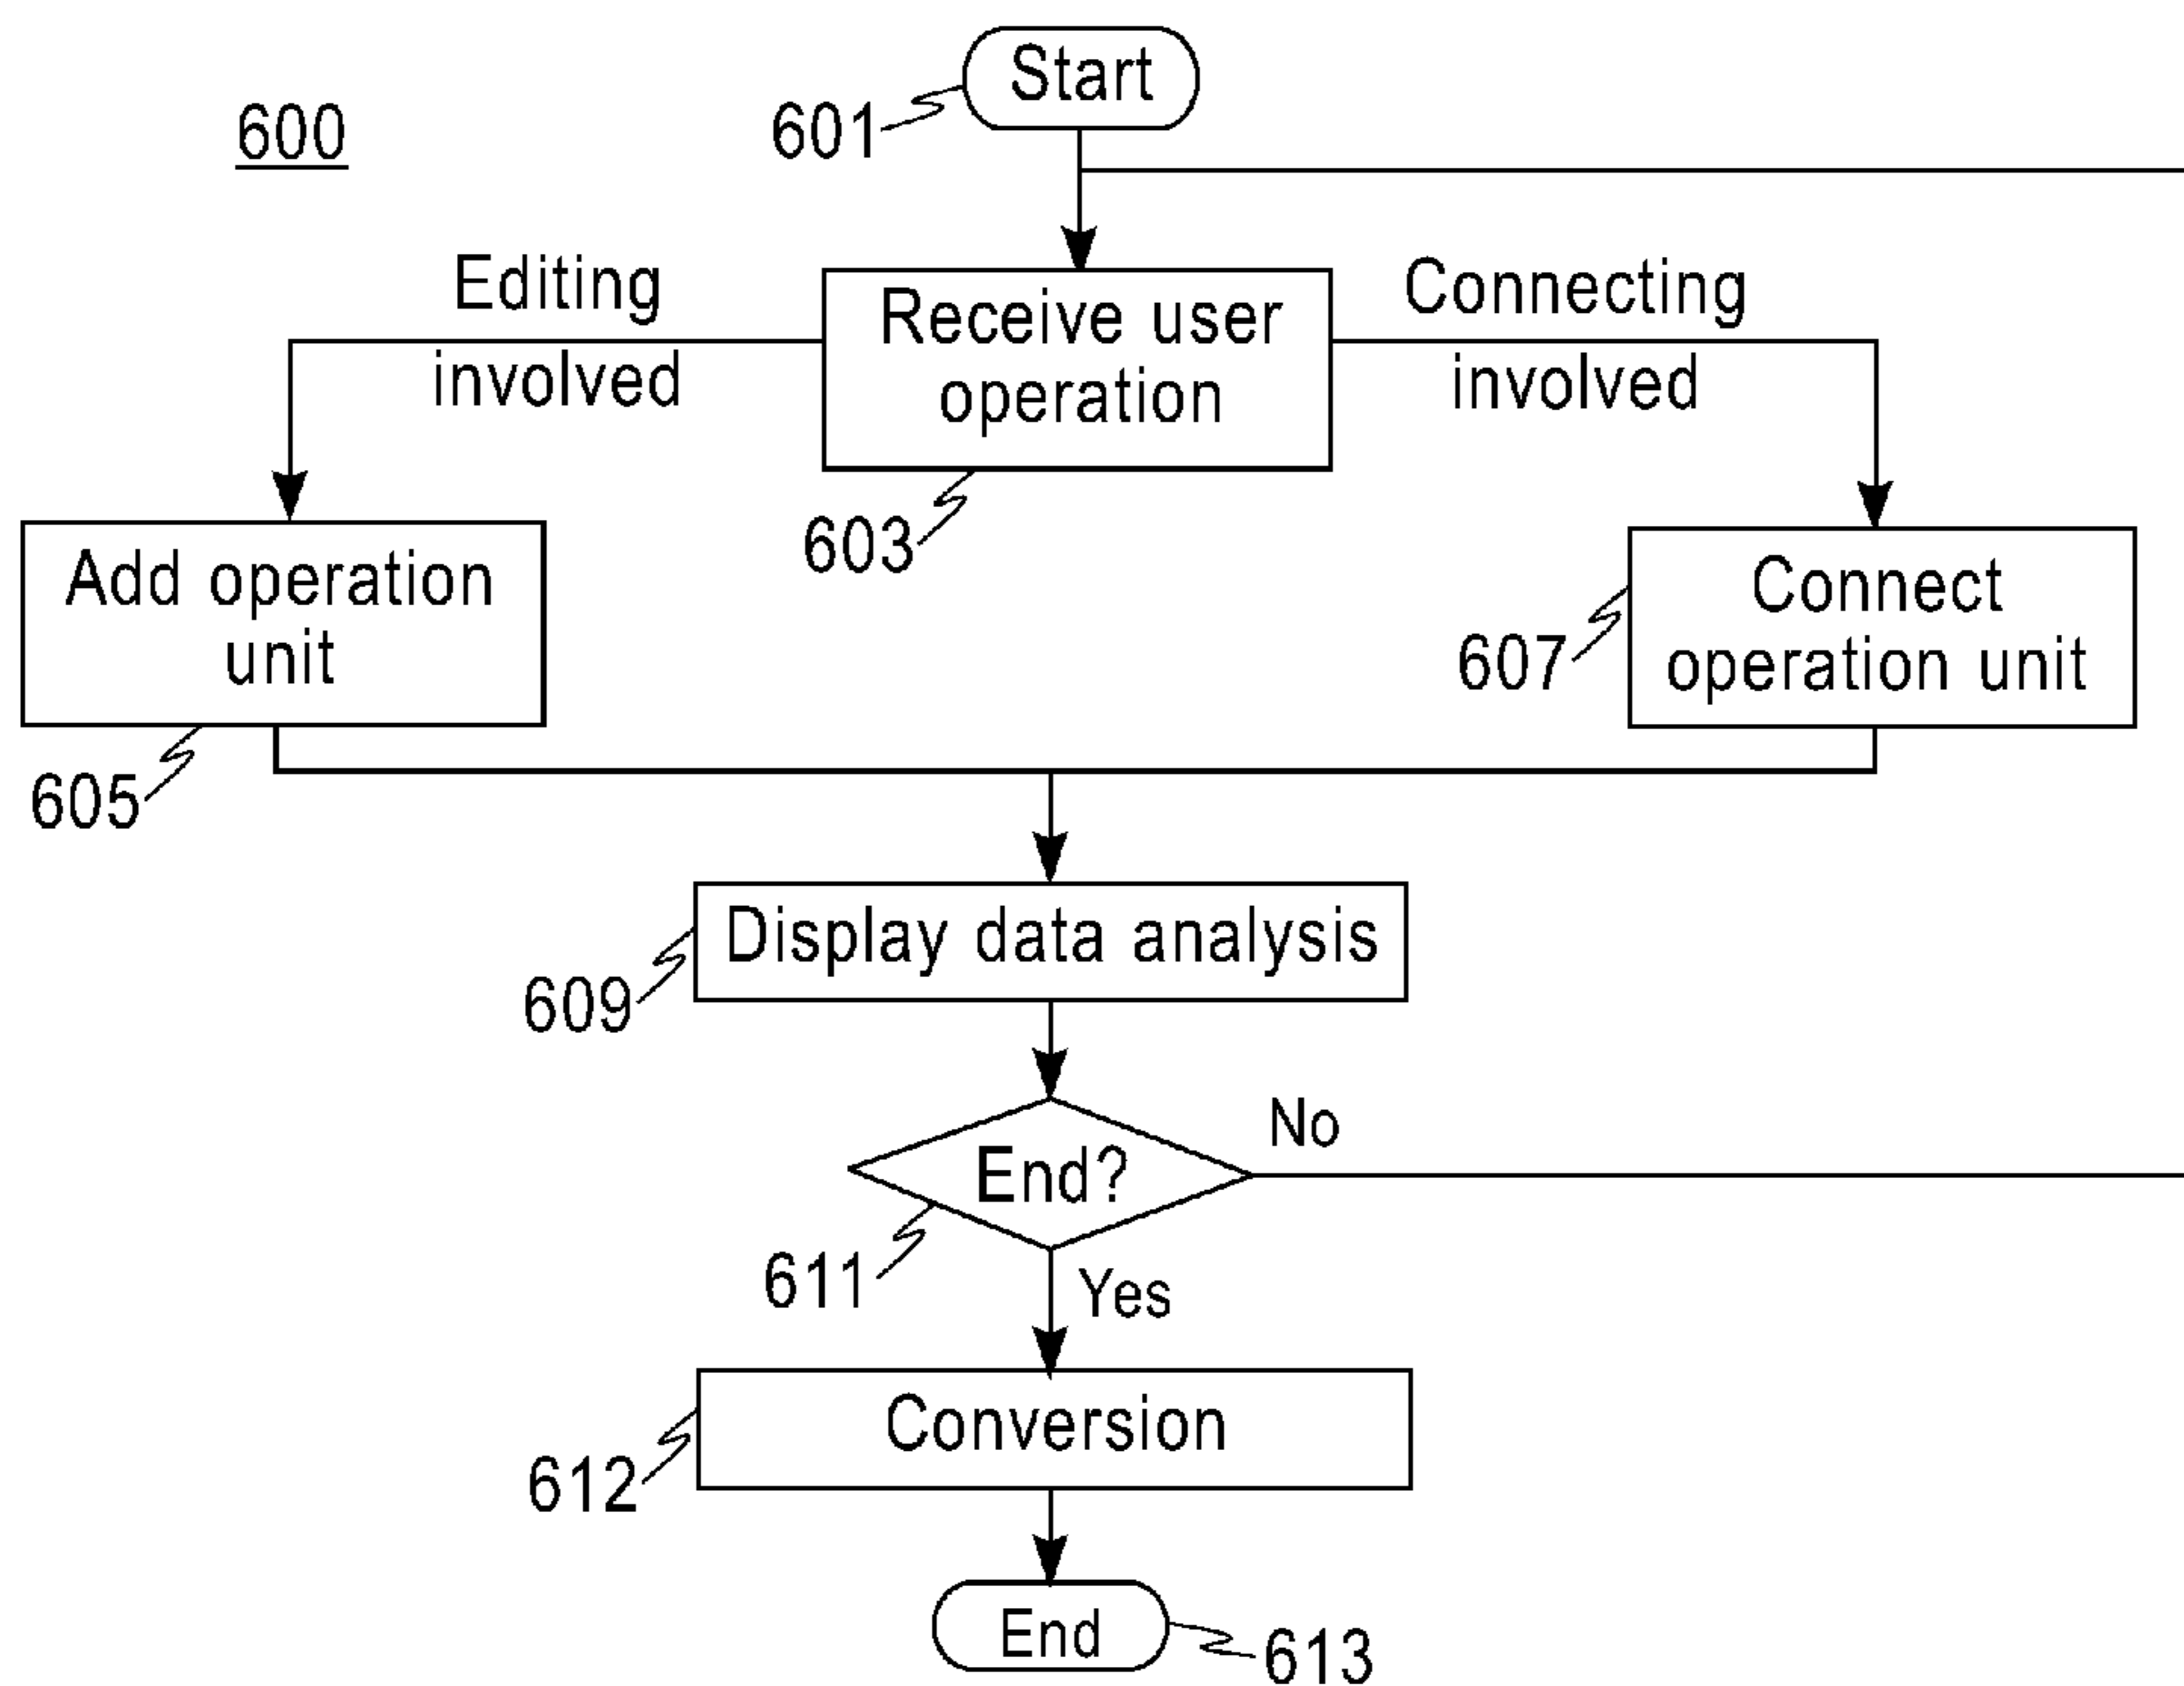 600
Start
601
Editing
involved
Receive user
operation
Connecting
involved
603
Add operation
unit
605
Connect
operation unit
607
Display data analysis
609
End?
No
611
Yes
Conversion
612
End
613